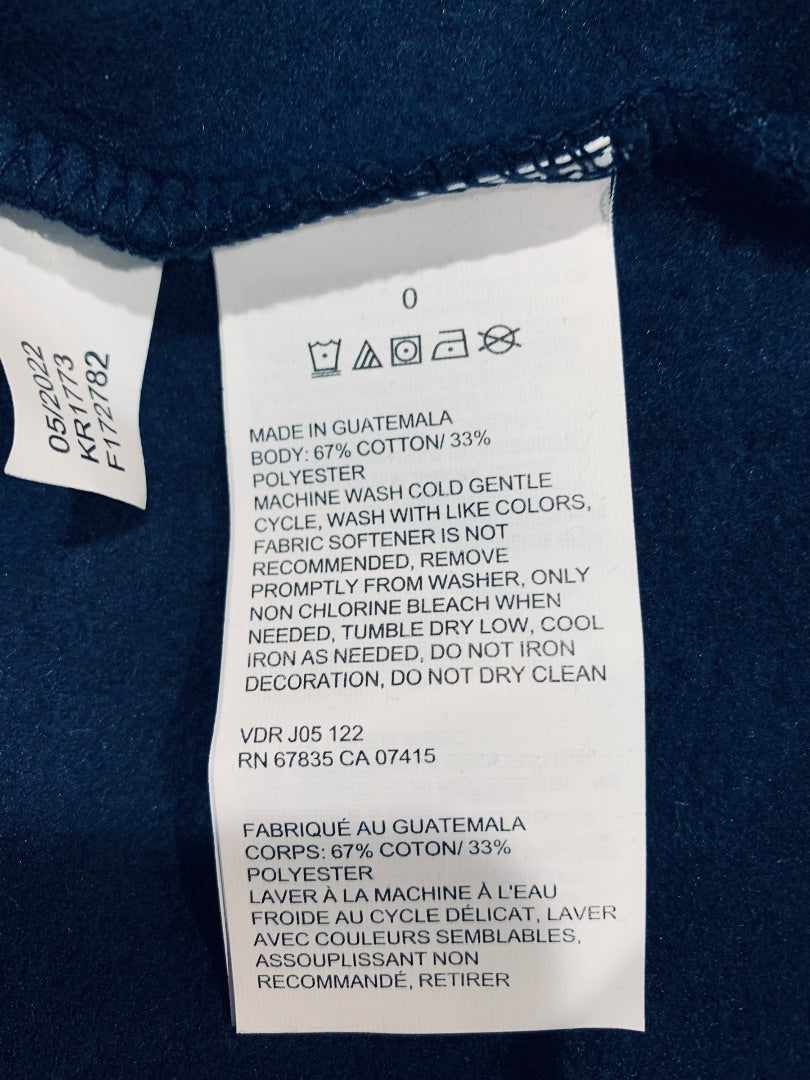 05/2022
KR1773
F172782
0
MADE IN GUATEMALA
BODY: 67% COTTON/ 33%
POLYESTER
MACHINE WASH COLD GENTLE
CYCLE, WASH WITH LIKE COLORS,
FABRIC SOFTENER IS NOT
RECOMMENDED, REMOVE
PROMPTLY FROM WASHER, ONLY
NON CHLORINE BLEACH WHEN
NEEDED, TUMBLE DRY LOW, COOL
IRON AS NEEDED, DO NOT IRON
DECORATION, DO NOT DRY CLEAN
VDR J05 122
RN 67835 CA 07415
FABRIQUÉ AU GUATEMALA
CORPS: 67% COTON/ 33%
POLYESTER
LAVER À LA MACHINE À L'EAU
FROIDE AU CYCLE DÉLICAT, LAVER
AVEC COULEURS SEMBLABLES,
ASSOUPLISSANT NON
RECOMMANDÉ, RETIRER